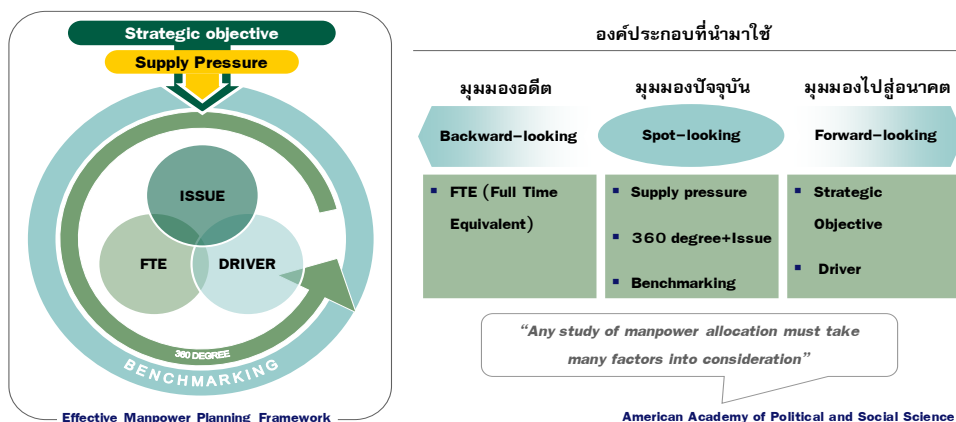 Strategic objective
Supply Pressure
ISSUE
FTE
DRIVER
360 DEGREE
BENCHMARKING
Effective Manpower Planning Framework
องค์ประกอบที่นำมาใช้
มุมมองอดีต
มุมมองปัจจุบัน
มุมมองไปสู่อนาคต
Backward-looking
Spot-looking
Forward-looking
▪ FTE (Full Time
Equivalent)
▪ Supply pressure
▪ 360 degree+Issue
▪ Benchmarking
▪ Strategic
Objective
▪ Driver
“Any study of manpower allocation must take
many factors into consideration”
American Academy of Political and Social Science